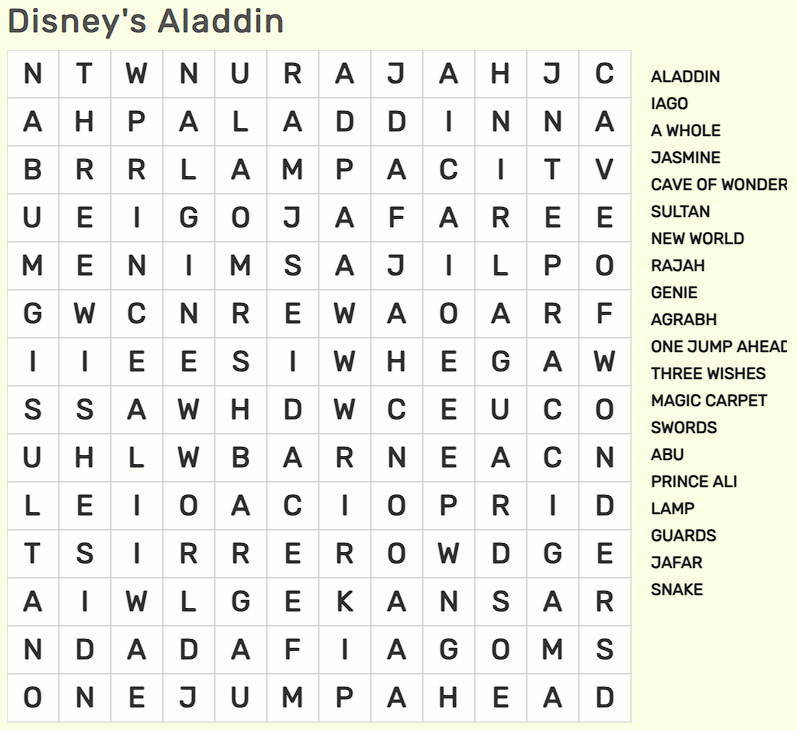 Disney's Aladdin
N T W N U R A J A H J C
A H P A L A D D I N N A
B R R L A M P A C I T V
U E I G O J A F A R E E
M E N I M S A J I L P O
G W C N R E W A O A R F
I I E E S I W H E G A W
S S A W H D W C E U C O
U H L W B A R N E A C N
L E I O A C I O P R I D
T S I R R E R O W D G E
A I W L G E K A N S A R
N D A D A F I A G O M S
O N E J U M P A H E A D
ALADDIN
IAGO
A WHOLE
JASMINE
CAVE OF WONDER
SULTAN
NEW WORLD
RAJAH
GENIE
AGRABH
ONE JUMP AHEAD
THREE WISHES
MAGIC CARPET
SWORDS
ABU
PRINCE ALI
LAMP
GUARDS
JAFAR
SNAKE